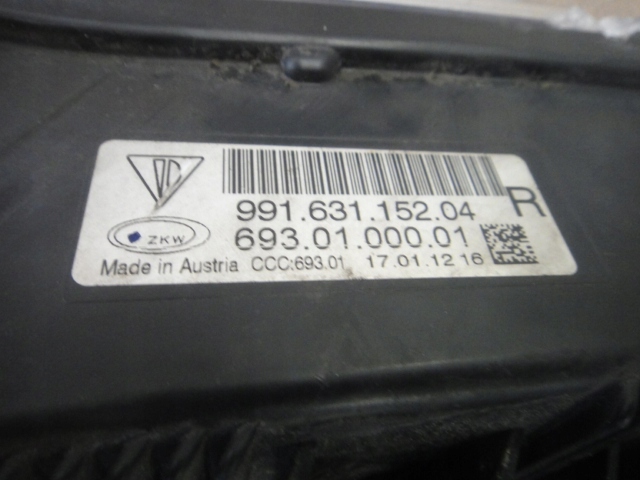 991.631.152.04 R
ZKW 693.01.000.01
Made in Austria CCC:693.01 17.01.12 16